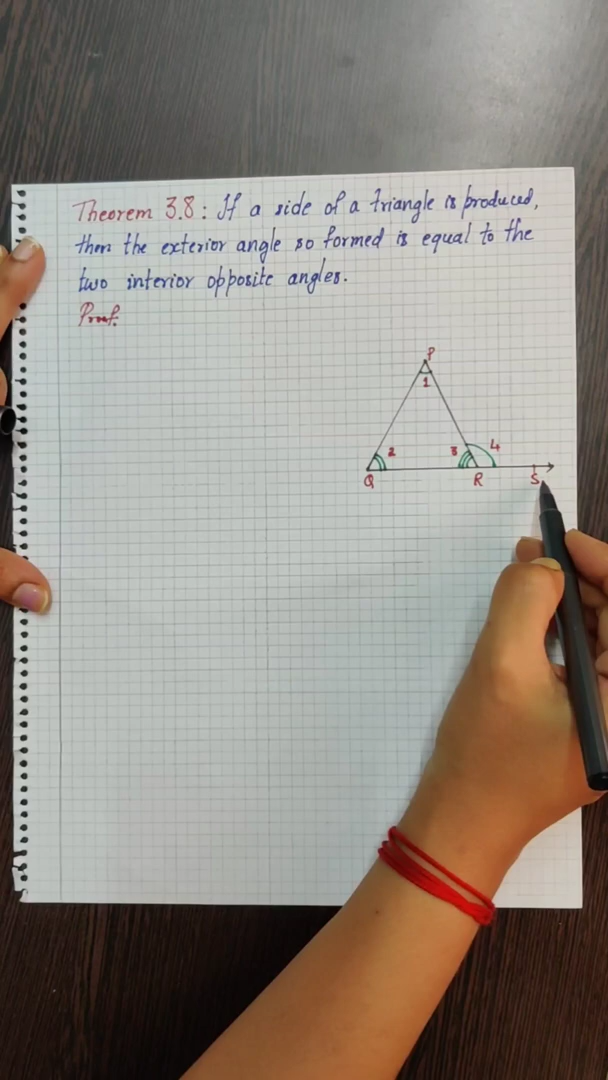 Theorem 3.8: If a side of a triangle is produced,
then the exterior angle so formed is equal to the
two interior opposite angles.
Proof.
P
1
2
3
4
Q
R
S